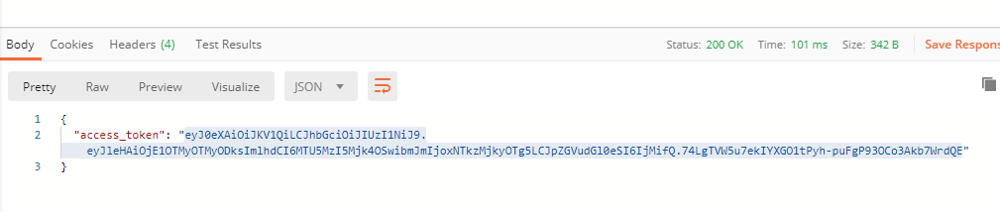 Body Cookies Headers (4) Test Results Status: 200 OK Time: 101 ms Size: 342 B Save Respons
Pretty Raw Preview Visualize JSON
1 {
2 "access_token": "eyJ0eXAiOiJKV1QiLCJhbGciOiJIUzI1NiJ9.
eyJleHAiOjE1OTMyOTMyODksImlhdCI6MTU5MzI5Mjk4OSwibmJmIjoxNTkzMjkyOTg5LCJpZGVudGl0eSI6IjMifQ.74LgTVW5u7ekIYXGO1tPyh-puFgP93OCo3Akb7WrdQE"
3 }